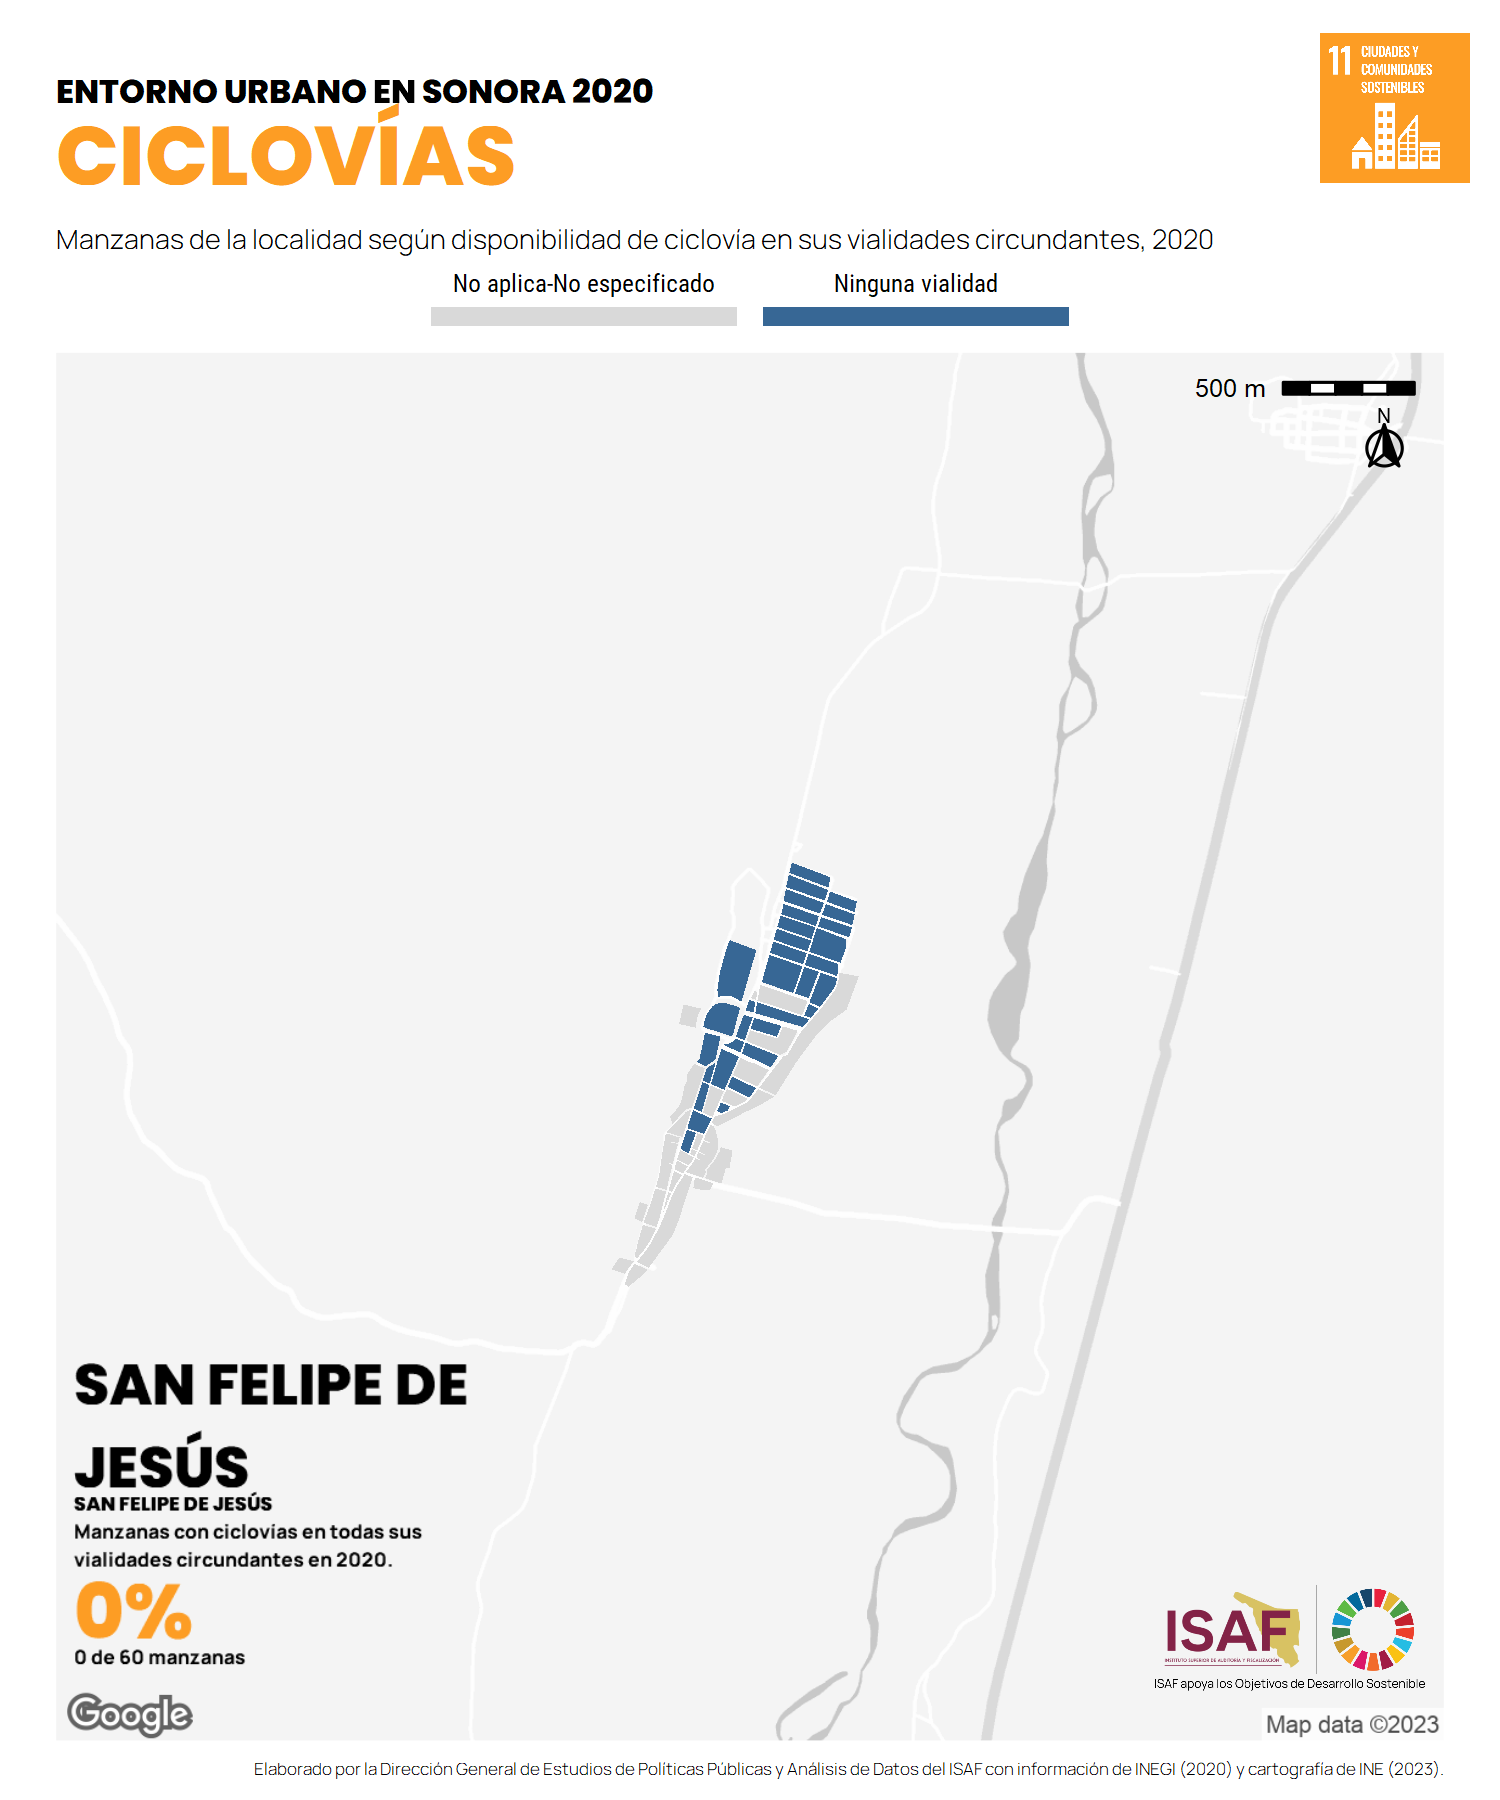 ENTORNO URBANO EN SONORA 2020
CICLOVÍAS
11 CIUDADES Y
COMUNIDADES
SOSTENIBLES
Manzanas de la localidad según disponibilidad de ciclovía en sus vialidades circundantes, 2020
No aplica-No especificado
Ninguna vialidad
500 m
N
SAN FELIPE DE
JESÚS
SAN FELIPE DE JESÚS
Manzanas con ciclovias en todas sus
vialidades circundantes en 2020.
0%
0 de 60 manzanas
ISAF
INSTITUTO SUPERIOR DE AUDITORÍA Y FISCALIZACIÓN
ISAF apoya los Objetivos de Desarrollo Sostenible
Google
Map data ©2023
Elaborado por la Dirección General de Estudios de Políticas Públicas y Análisis de Datos del ISAF con información de INEGI (2020) y cartografía de INE (2023).